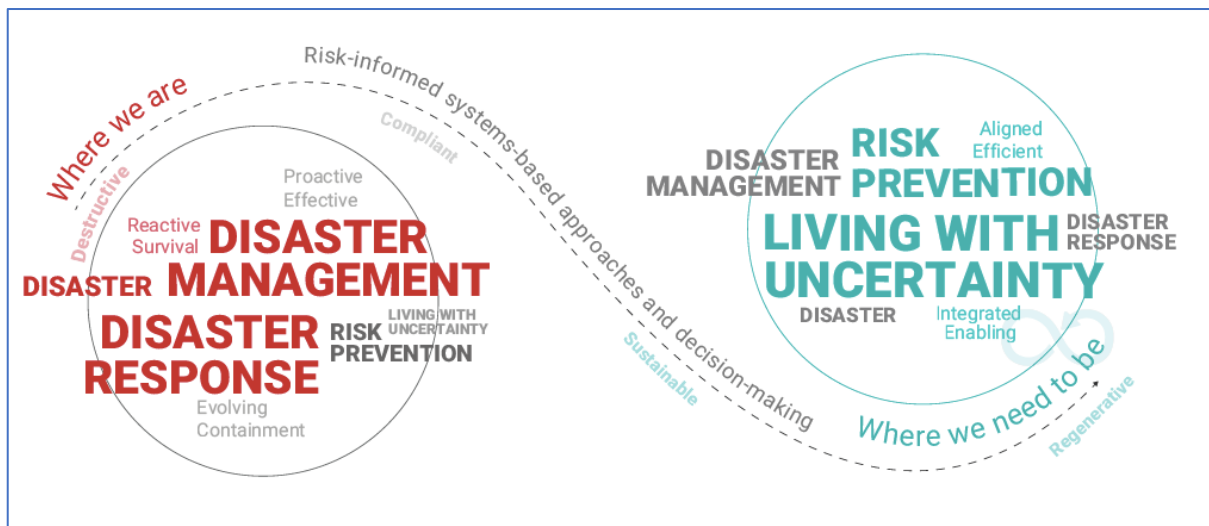 Where we are
Destructive
Proactive
Effective
Reactive
Survival
DISASTER
MANAGEMENT
DISASTER
DISASTER
RESPONSE
RISK
PREVENTION
LIVING WITH
UNCERTAINTY
Evolving
Containment
Risk-informed systems-based approaches and decision-making
Compliant
Sustainable
DISASTER
MANAGEMENT
RISK
PREVENTION
Aligned
Efficient
LIVING WITH
UNCERTAINTY
DISASTER
RESPONSE
DISASTER
Integrated
Enabling
Where we need to be
Regenerative